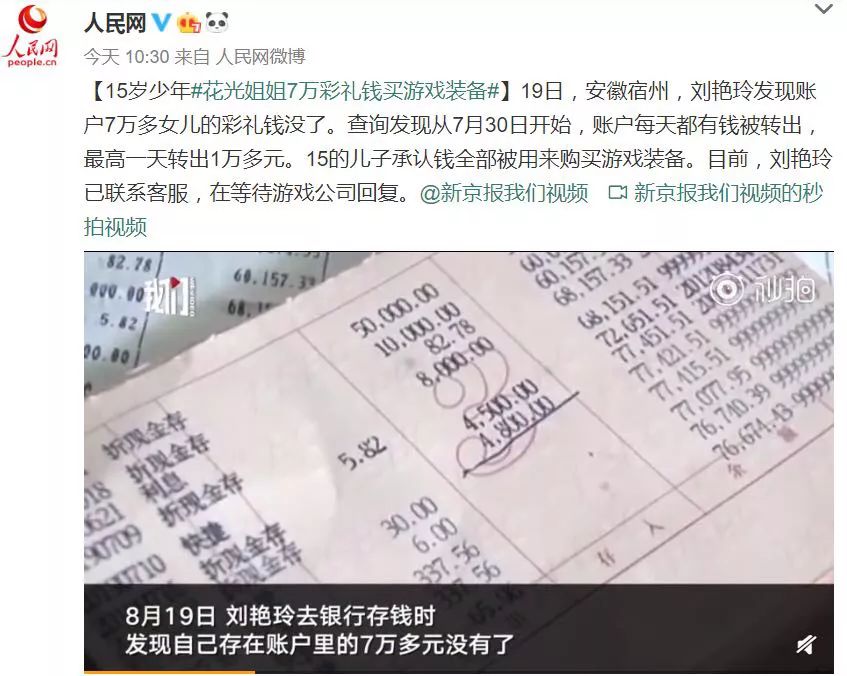 人民网
people.cn
人民网
今天 10:30 来自 人民网微博
【15岁少年#花光姐姐7万彩礼钱买游戏装备#】19日，安徽宿州，刘艳玲发现账
户7万多女儿的彩礼钱没了。查询发现从7月30日开始，账户每天都有钱被转出，
最高一天转出1万多元。15的儿子承认钱全部被用来购买游戏装备。目前，刘艳玲
已联系客服，在等待游戏公司回复。@新京报我们视频 新京报我们视频的秒
拍视频
82.78
000.00
5.82
00.00
60,157.33
我们
秒拍
50,000.00
10,000.00
82.78
8,000.00
4,500.00
4,800.00
60,157.33
68,157.33
68,151.51
72,651.51
77,451.51
77,421.51
77,415.51
77,077.95
76,740.39
76,674.43
折现金存
折现金存
利息
折现金存
快捷
折现金存
折现金存
5.82
30.00
6.00
337.56
337.56
65.96
存 入
余 额
8月19日 刘艳玲去银行存钱时
发现自己存在账户里的7万多元没有了